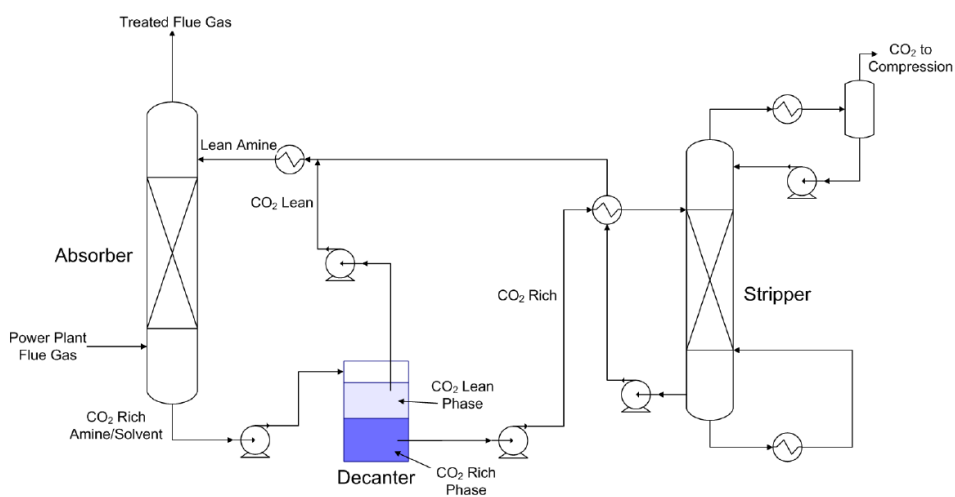 Treated Flue Gas
CO₂ to
Compression
Lean Amine
CO₂ Lean
Absorber
CO₂ Rich
Stripper
Power Plant
Flue Gas
CO₂ Lean
Phase
CO₂ Rich
Amine/Solvent
Decanter
CO₂ Rich
Phase